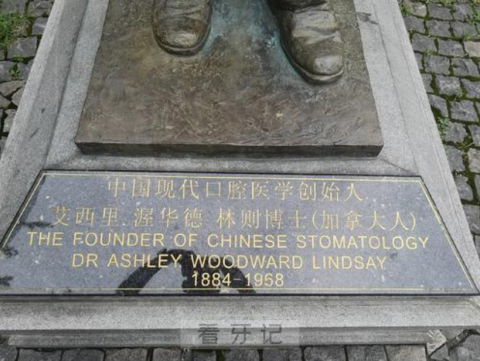 中国现代口腔医学创始人
艾西里.渥华德.林则博士(加拿大人)
THE FOUNDER OF CHINESE STOMATOLOGY
DR ASHLEY WOODWARD LINDSAY
1884-1958
看牙记